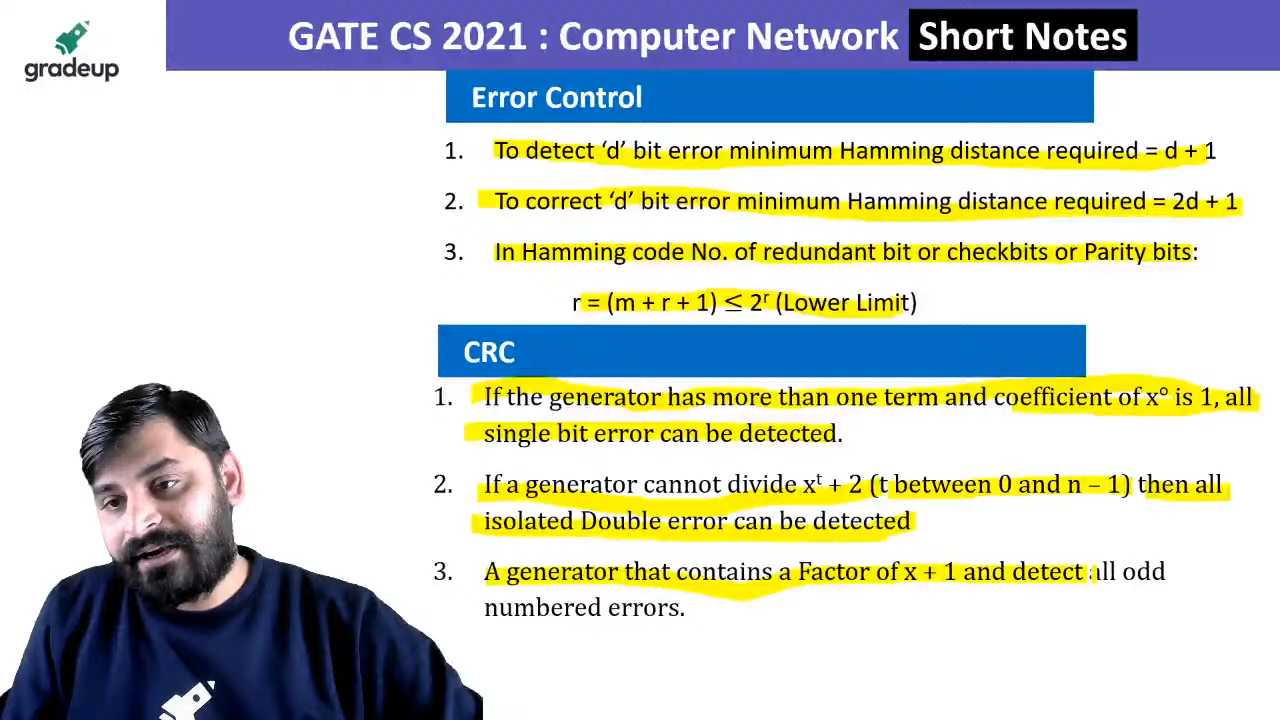 gradeup
GATE CS 2021 : Computer Network Short Notes
Error Control
1. To detect ‘d’ bit error minimum Hamming distance required = d + 1
2. To correct ‘d’ bit error minimum Hamming distance required = 2d + 1
3. In Hamming code No. of redundant bit or checkbits or Parity bits:
r = (m + r + 1) ≤ 2ʳ (Lower Limit)
CRC
1. If the generator has more than one term and coefficient of x° is 1, all
single bit error can be detected.
2. If a generator cannot divide xᵗ + 2 (t between 0 and n – 1) then all
isolated Double error can be detected
3. A generator that contains a Factor of x + 1 and detect all odd
numbered errors.